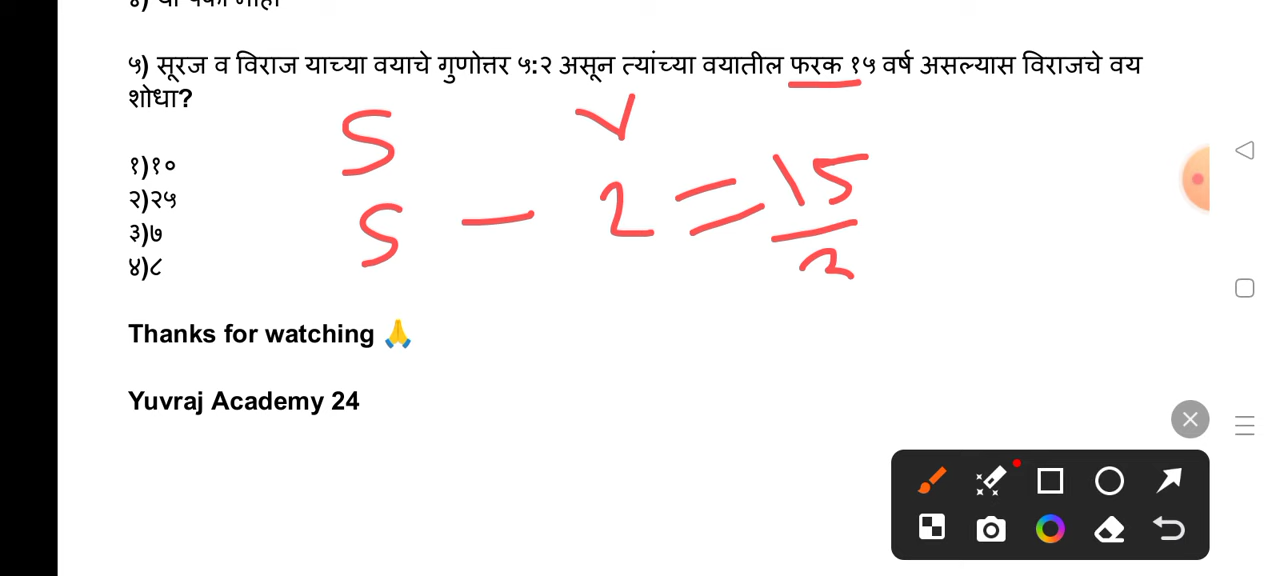 ५) सूरज व विराज याच्या वयाचे गुणोत्तर ५:२ असून त्यांच्या वयातील फरक १५ वर्ष असल्यास विराजचे वय
शोधा?
S V
5 - 2 = 15
3
१)१०
२)२५
३)७
४)८
Thanks for watching 🙏
Yuvraj Academy 24